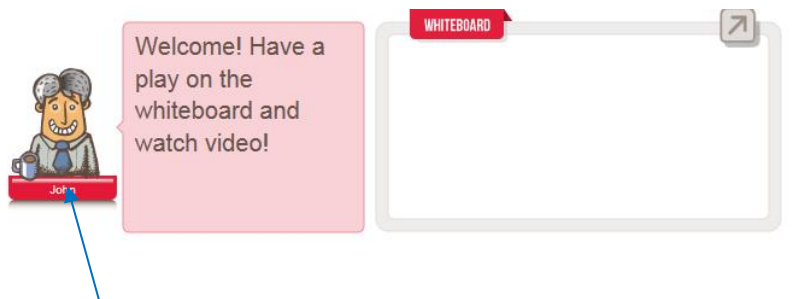 Welcome! Have a
play on the
whiteboard and
watch video!
WHITEBOARD
John